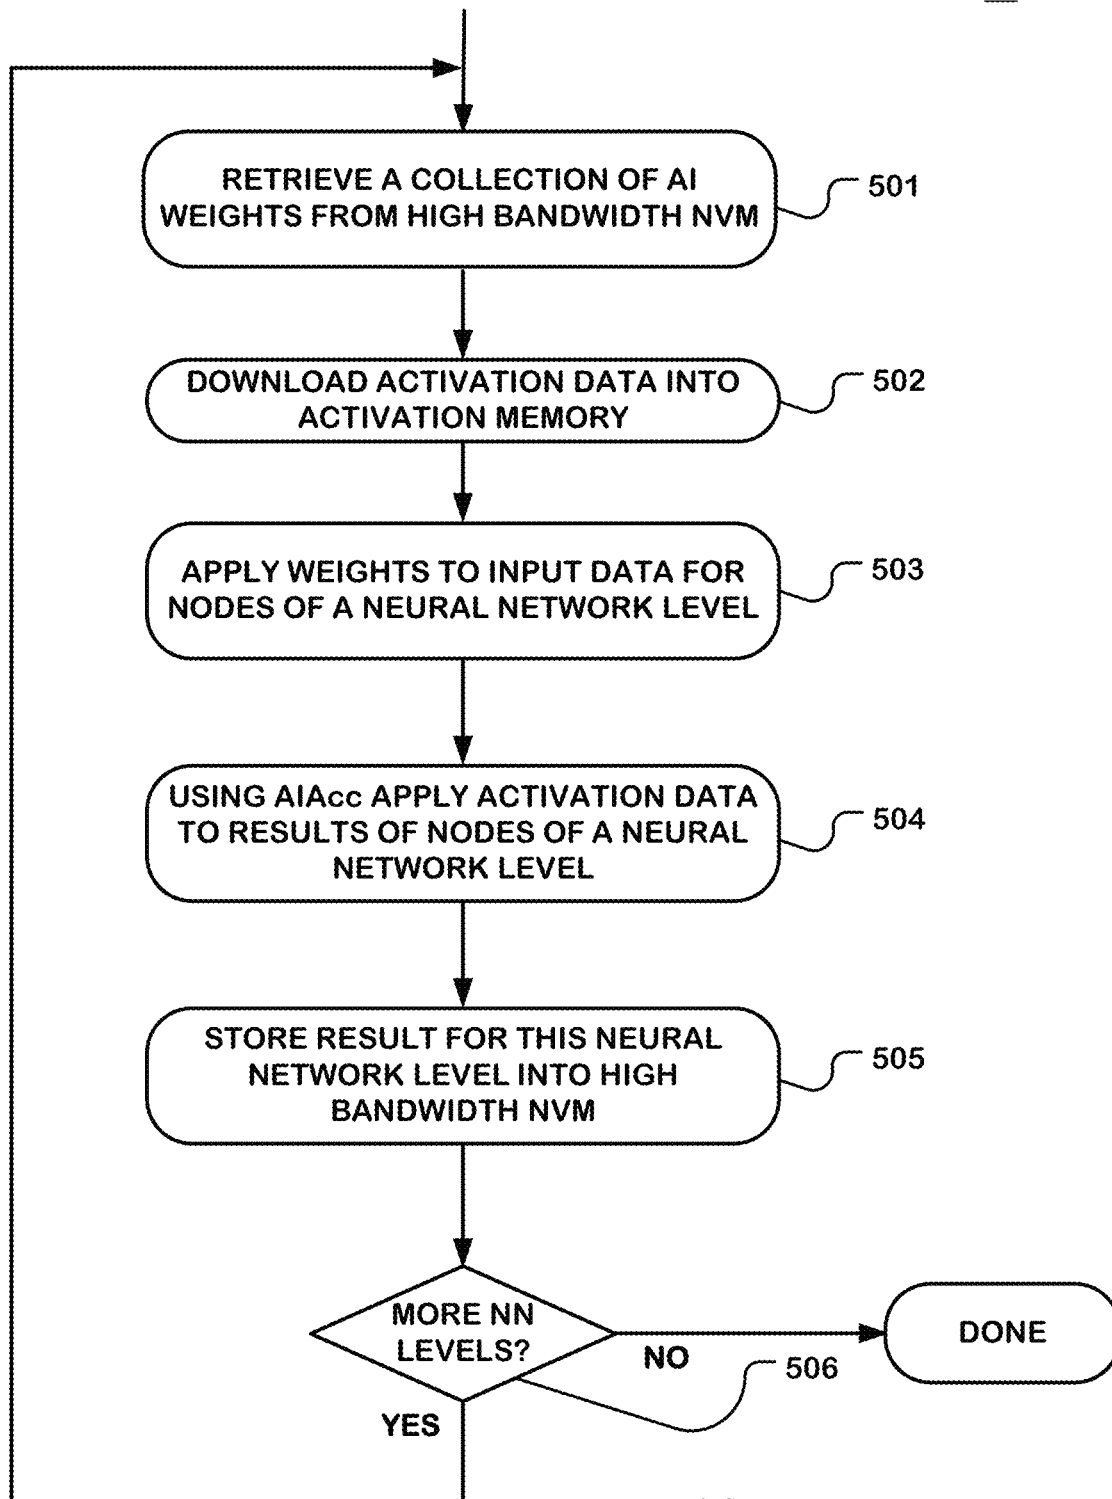 RETRIEVE A COLLECTION OF AI
WEIGHTS FROM HIGH BANDWIDTH NVM
501
DOWNLOAD ACTIVATION DATA INTO
ACTIVATION MEMORY
502
APPLY WEIGHTS TO INPUT DATA FOR
NODES OF A NEURAL NETWORK LEVEL
503
USING AIAcc APPLY ACTIVATION DATA
TO RESULTS OF NODES OF A NEURAL
NETWORK LEVEL
504
STORE RESULT FOR THIS NEURAL
NETWORK LEVEL INTO HIGH
BANDWIDTH NVM
505
MORE NN
LEVELS?
NO
DONE
506
YES